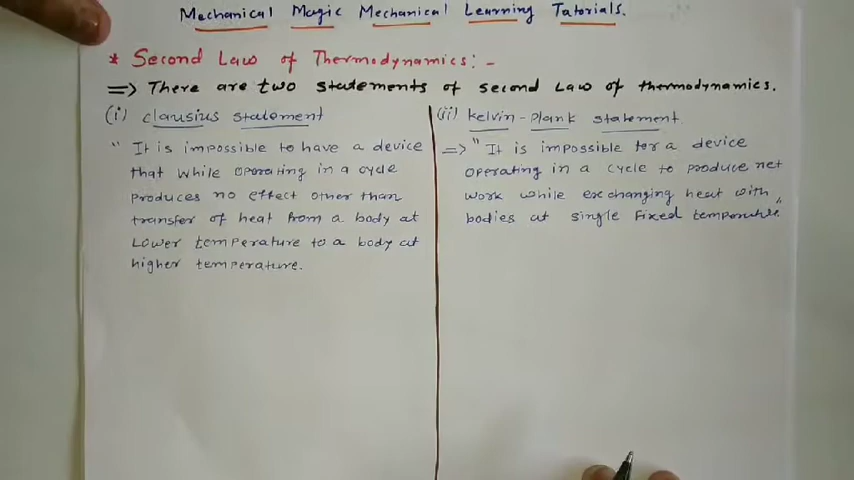 Mechanical Magic Mechanical Learning Tatorials.
* Second Law of Thermodynamics : -
=> There are two statements of second Law of thermodynamics.
(i) clausius statement
" It is impossible to have a device
that while operating in a cycle
produces no effect other than
transfer of heat from a body at
Lower temperature to a body at
higher temperature.
(ii) kelvin - plank statement.
=> " It is impossible for a device
operating in a cycle to produce net
work while exchanging heat with
bodies at single fixed temperature."